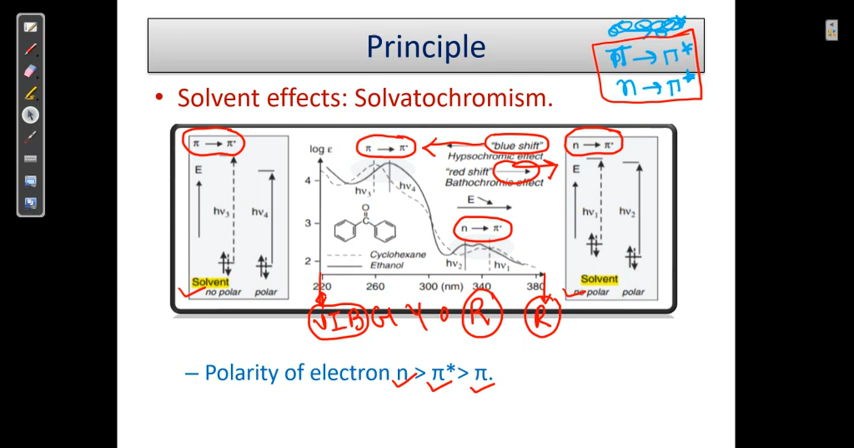 Principle
π → π*
n → π*
• Solvent effects: Solvatochromism.
π → π*
E
hν3
hν4
Solvent
no polar
polar
log ε
4
3
2
π → π*
hν3
hν4
O
C
Cyclohexane
Ethanol
"blue shift"
Hypsochromic effect
"red shift"
Bathochromic effect
E
n → π*
hν2
hν1
220
260
300 (nm)
340
380
n → π*
E
hν1
hν2
Solvent
no polar
polar
VIBGYOR
R
– Polarity of electron n > π* > π.